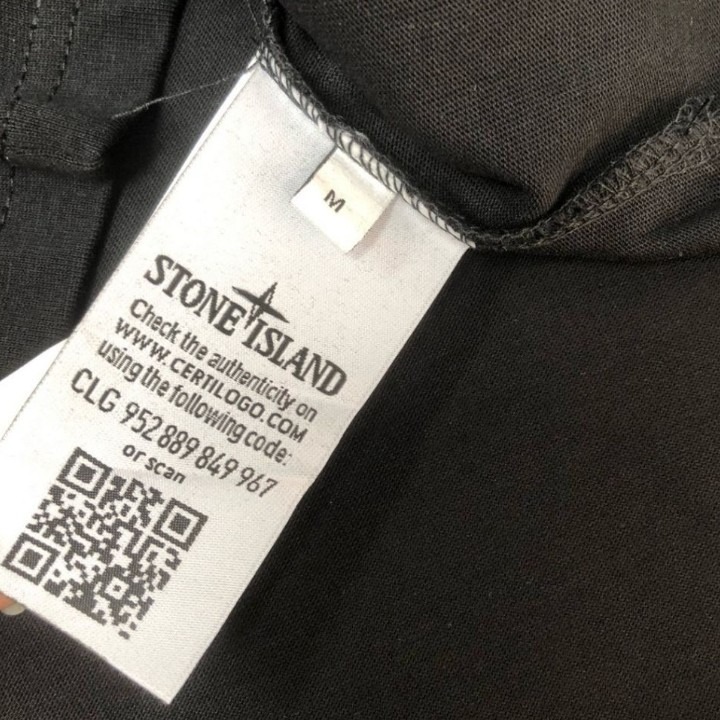 M
STONE ISLAND
Check the authenticity on
WWW.CERTILOGO.COM
using the following code:
CLG 952 889 849 967
or scan